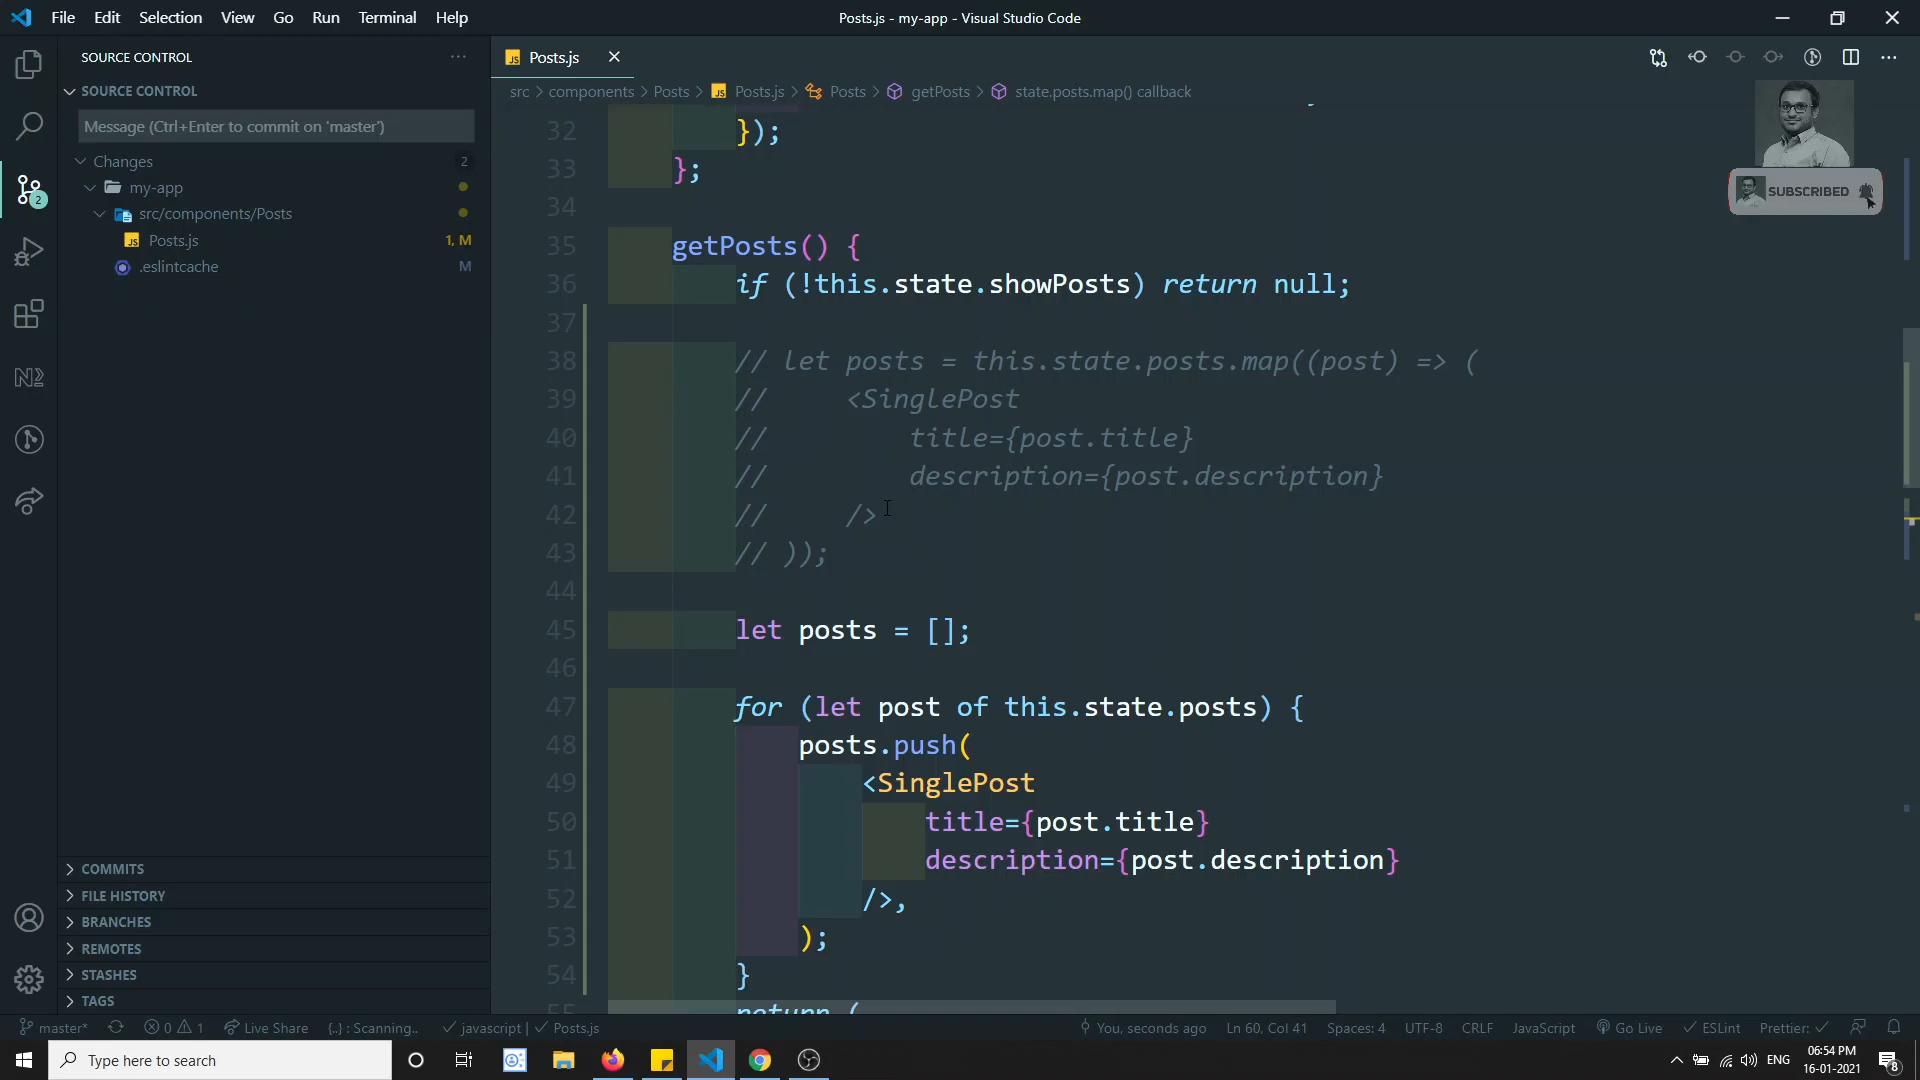 File Edit Selection View Go Run Terminal Help
Posts.js - my-app - Visual Studio Code
SOURCE CONTROL
SOURCE CONTROL
Message (Ctrl+Enter to commit on 'master')
Changes 2
my-app
src/components/Posts
Posts.js 1, M
.eslintcache M
2
COMMITS
FILE HISTORY
BRANCHES
REMOTES
STASHES
TAGS
Posts.js
src > components > Posts > Posts.js > Posts > getPosts > state.posts.map() callback
SUBSCRIBED
32 });
33 };
34
35 getPosts() {
36 if (!this.state.showPosts) return null;
37
38 // let posts = this.state.posts.map((post) => (
39 // <SinglePost
40 // title={post.title}
41 // description={post.description}
42 // />
43 // ));
44
45 let posts = [];
46
47 for (let post of this.state.posts) {
48 posts.push(
49 <SinglePost
50 title={post.title}
51 description={post.description}
52 />,
53 );
54 }
55 return (
master* 0 1 Live Share {..} : Scanning.. javascript | Posts.js
You, seconds ago Ln 60, Col 41 Spaces: 4 UTF-8 CRLF JavaScript Go Live ESLint Prettier:
Type here to search
ENG
06:54 PM
16-01-2021
8